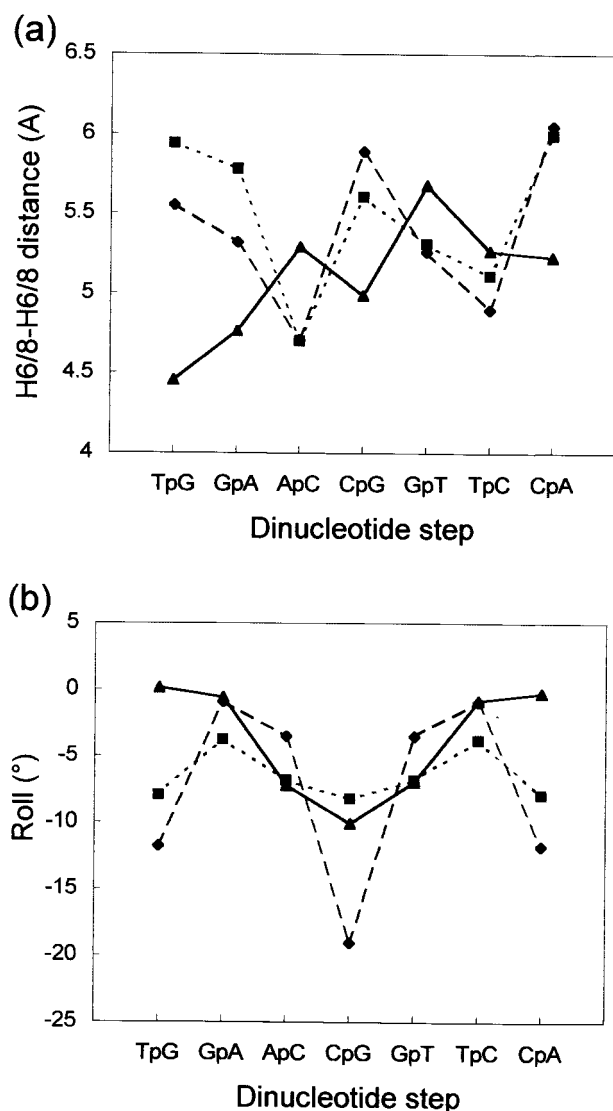 (a)
6.5
6
5.5
5
4.5
4
H6/8-H6/8 distance (A)
TpG GpA ApC CpG GpT TpC CpA
Dinucleotide step
(b)
5
0
-5
-10
-15
-20
-25
Roll (°)
TpG GpA ApC CpG GpT TpC CpA
Dinucleotide step